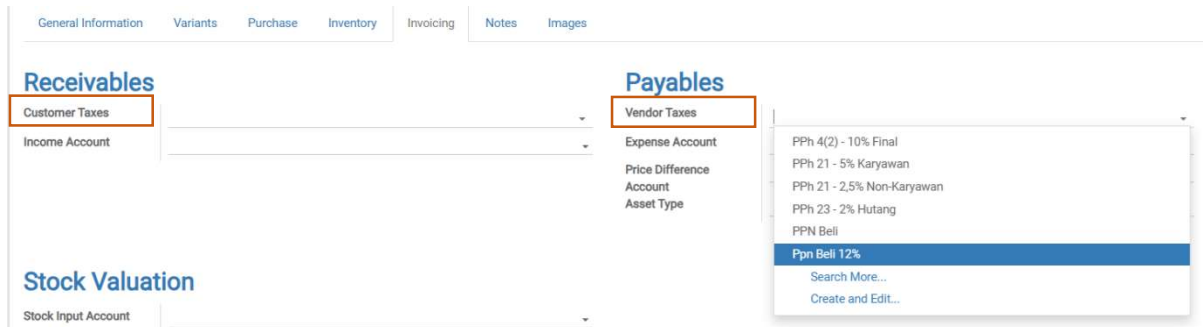 General Information Variants Purchase Inventory Invoicing Notes Images
Receivables
Customer Taxes
Income Account
Payables
Vendor Taxes
Expense Account
Price Difference
Account
Asset Type
PPh 4(2) - 10% Final
PPh 21 - 5% Karyawan
PPh 21 - 2,5% Non-Karyawan
PPh 23 - 2% Hutang
PPN Beli
Ppn Beli 12%
Search More...
Create and Edit...
Stock Valuation
Stock Input Account